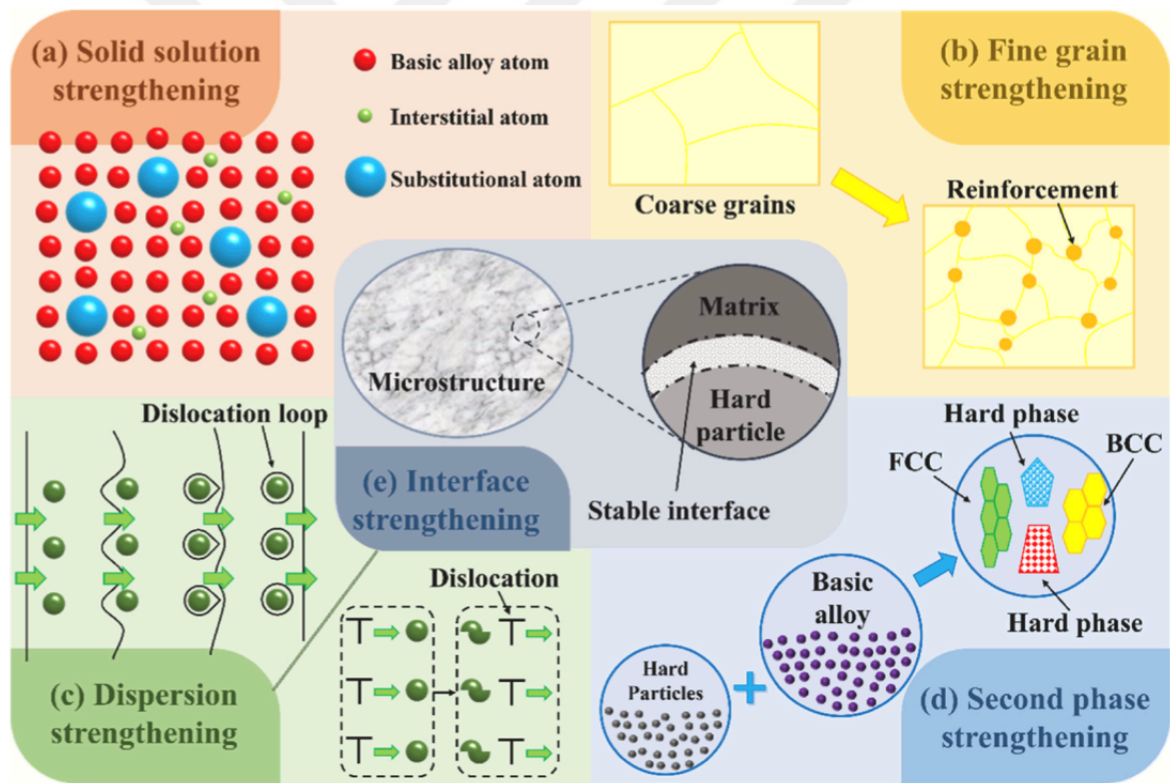 (a) Solid solution
strengthening
Basic alloy atom
Interstitial atom
Substitutional atom
(b) Fine grain
strengthening
Coarse grains
Reinforcement
Microstructure
Matrix
Hard
particle
Stable interface
(e) Interface
strengthening
Dislocation loop
Dislocation
(c) Dispersion
strengthening
Hard phase
FCC
BCC
Hard phase
Basic
alloy
Hard
Particles
(d) Second phase
strengthening